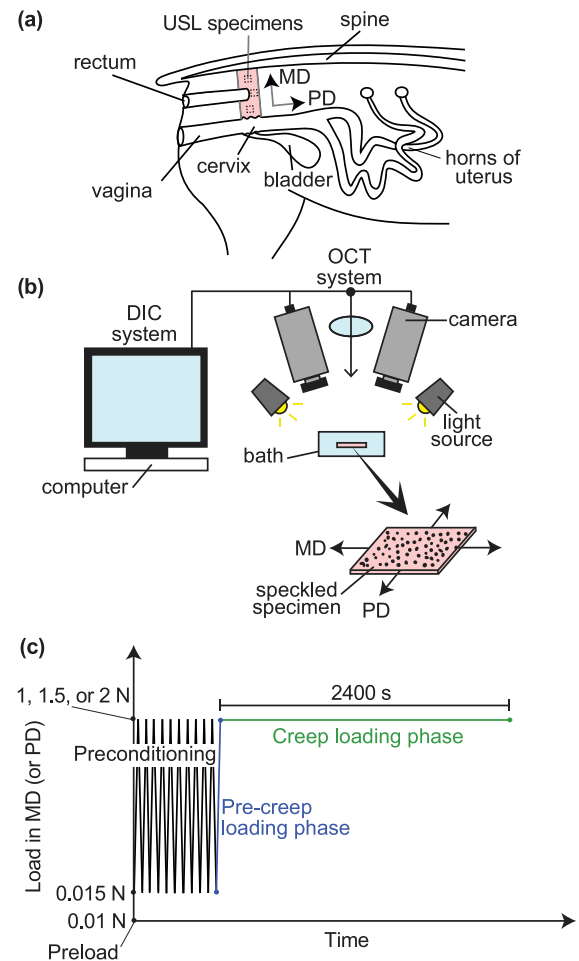 (a)
USL specimens
spine
rectum
MD
PD
vagina
cervix
bladder
horns of
uterus
(b)
OCT
system
DIC
system
camera
light
source
bath
computer
MD
speckled
specimen
PD
(c)
2400 s
1, 1.5, or 2 N
Creep loading phase
Preconditioning
Load in MD (or PD)
Pre-creep
loading phase
0.015 N
0.01 N
Time
Preload